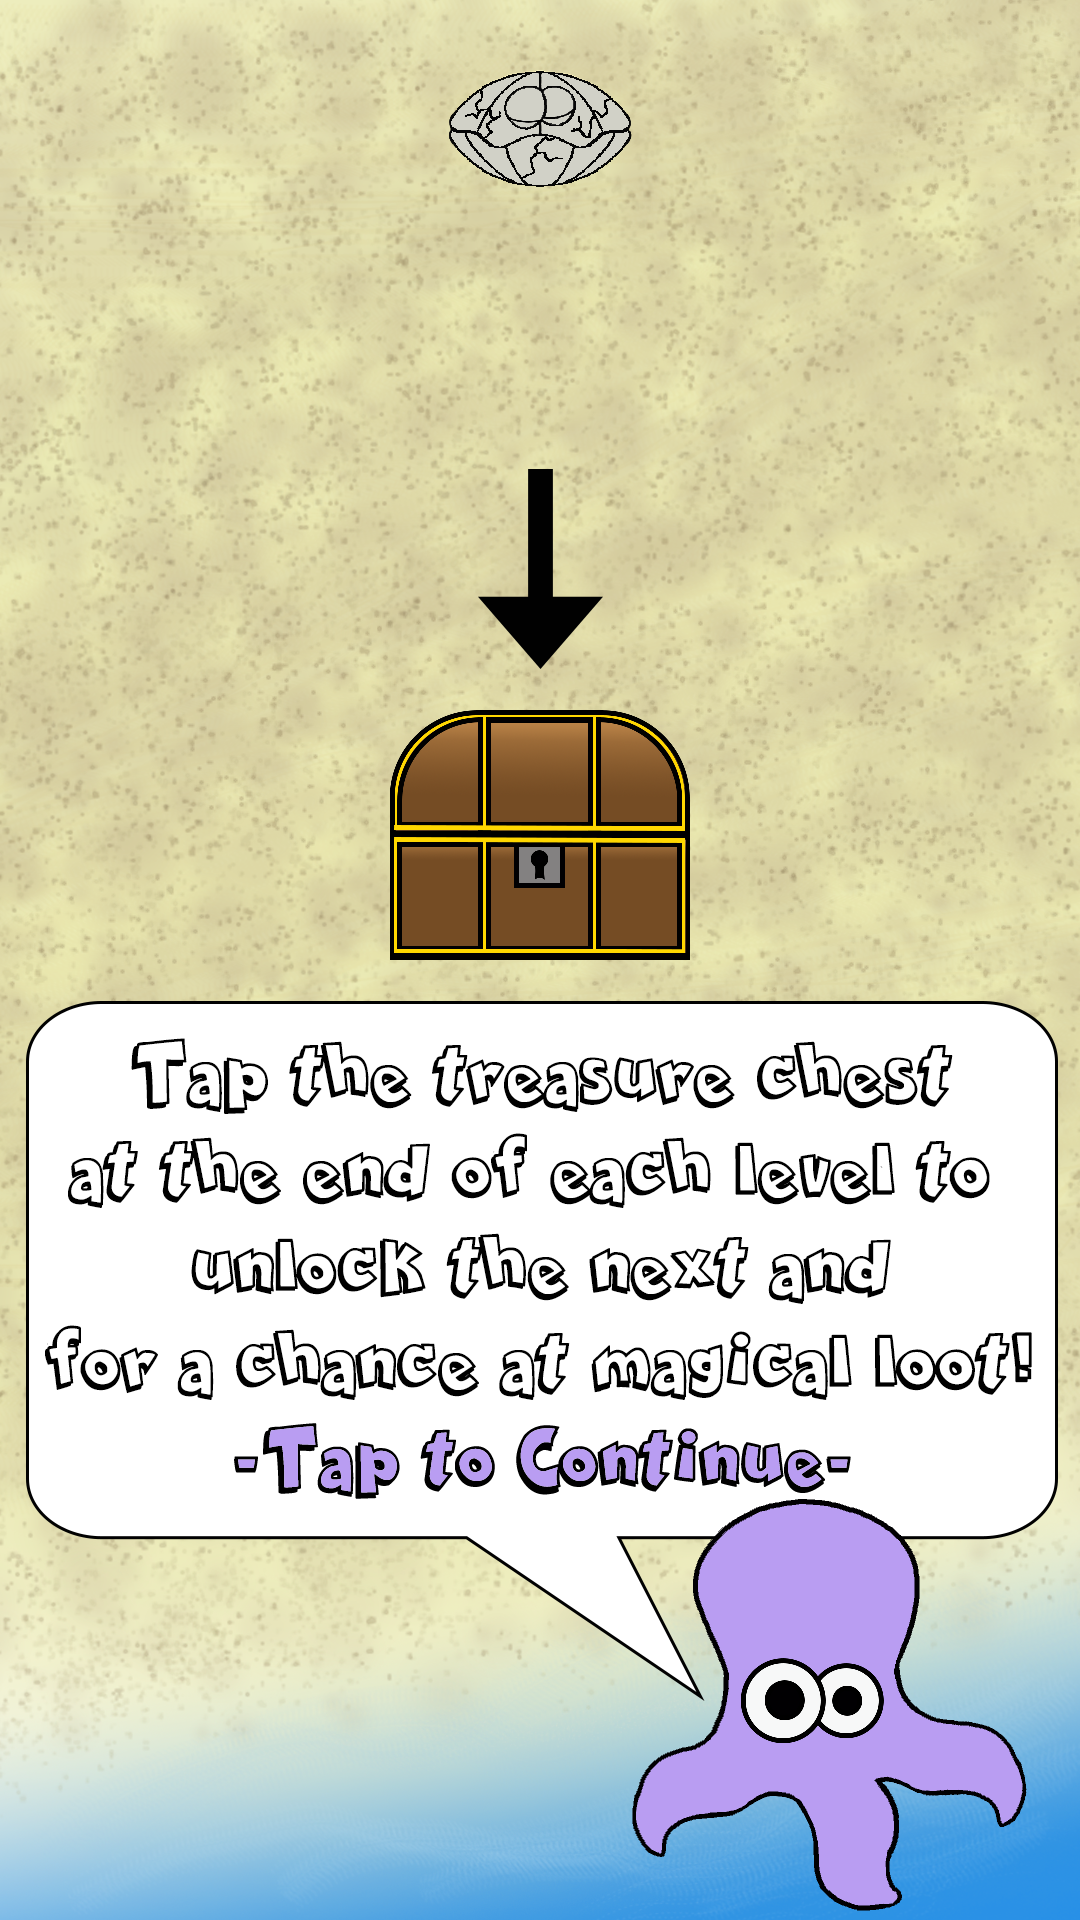 Tap the treasure chest
at the end of each level to
unlock the next and
for a chance at magical loot!
-Tap to Continue-